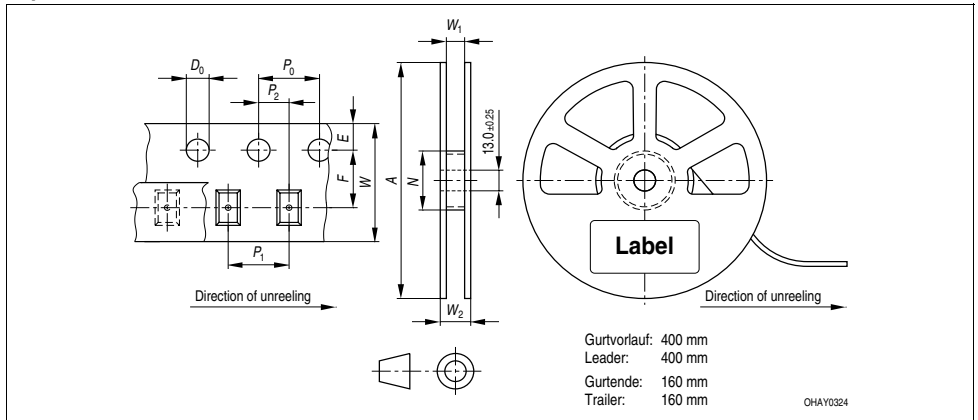 W1
D0
P0
P2
E
F
W
A
N
13.0 ±0.25
P1
W2
Label
Direction of unreeling
Direction of unreeling
Gurtvorlauf: 400 mm
Leader: 400 mm
Gurtende: 160 mm
Trailer: 160 mm
OHAY0324